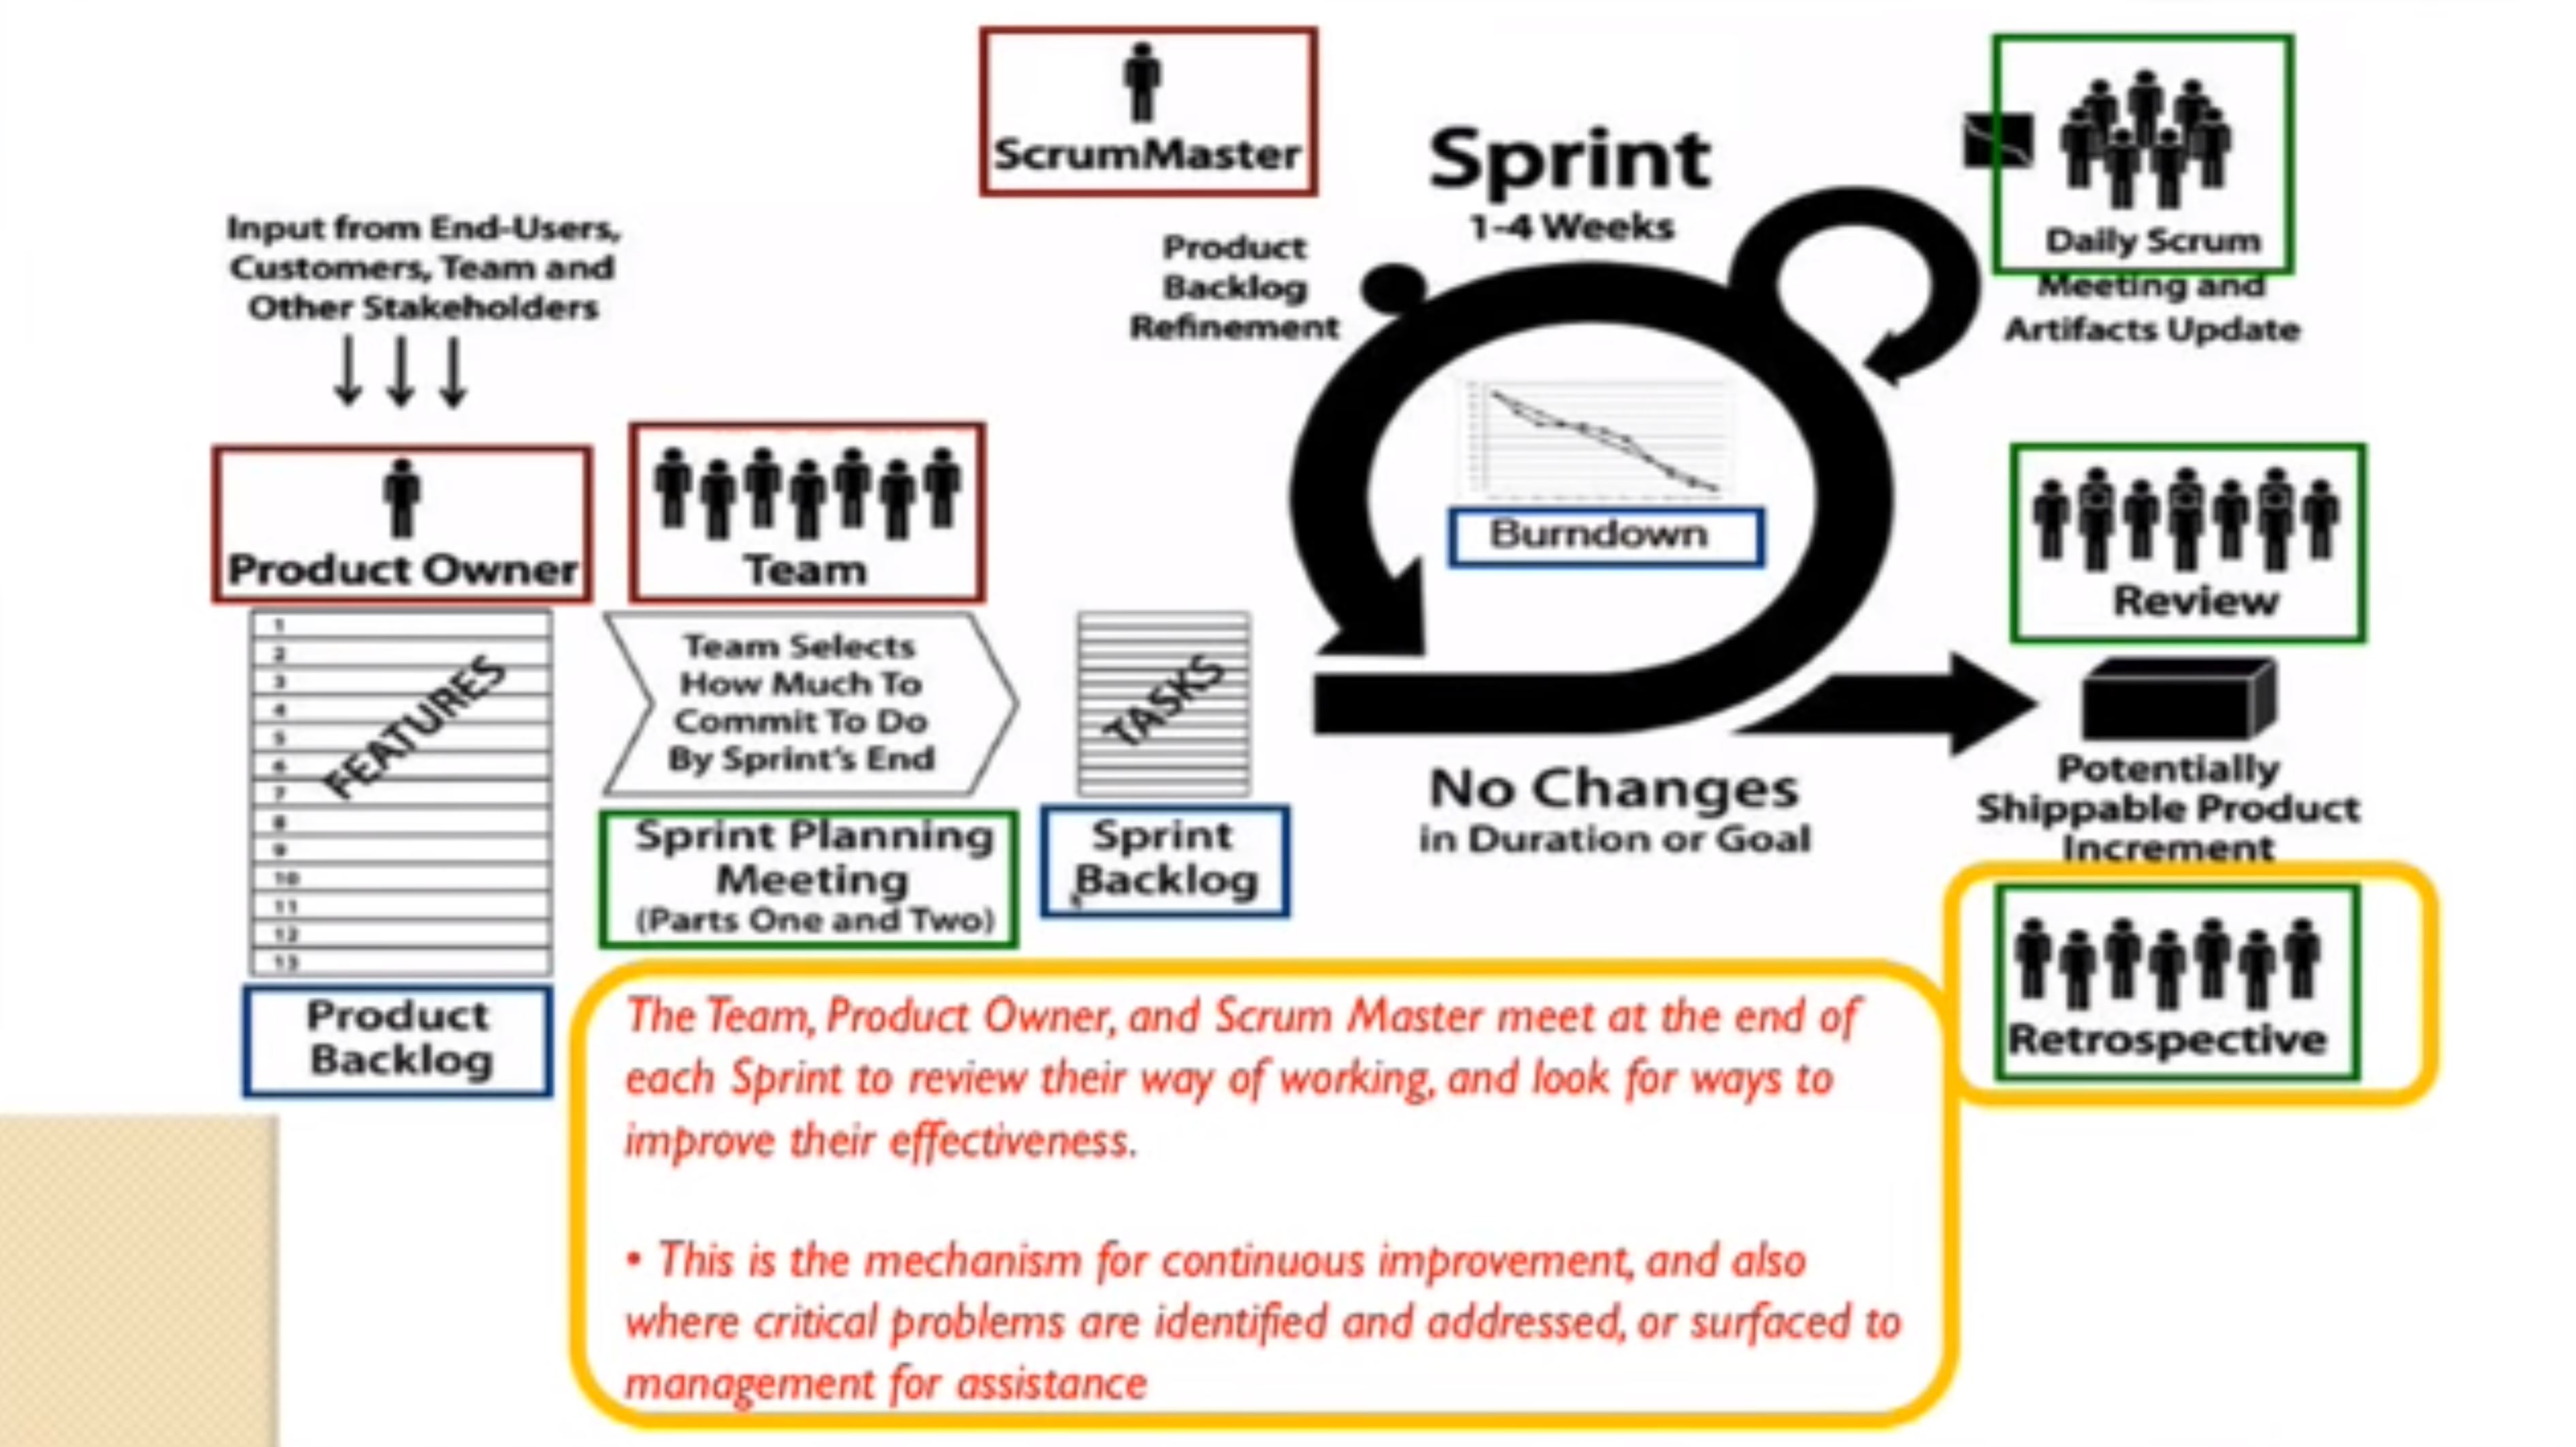 ScrumMaster
Sprint
1-4 Weeks
Daily Scrum
Meeting and
Artifacts Update
Input from End-Users,
Customers, Team and
Other Stakeholders
Product
Backlog
Refinement
Product Owner
Team
Burndown
Review
1
2
3
4
5
6
7
8
9
10
11
12
13
FEATURES
Team Selects
How Much To
Commit To Do
By Sprint's End
TASKS
No Changes
in Duration or Goal
Potentially
Shippable Product
Increment
Sprint Planning
Meeting
(Parts One and Two)
Sprint
Backlog
Product
Backlog
Retrospective
The Team, Product Owner, and Scrum Master meet at the end of
each Sprint to review their way of working, and look for ways to
improve their effectiveness.
• This is the mechanism for continuous improvement, and also
where critical problems are identified and addressed, or surfaced to
management for assistance